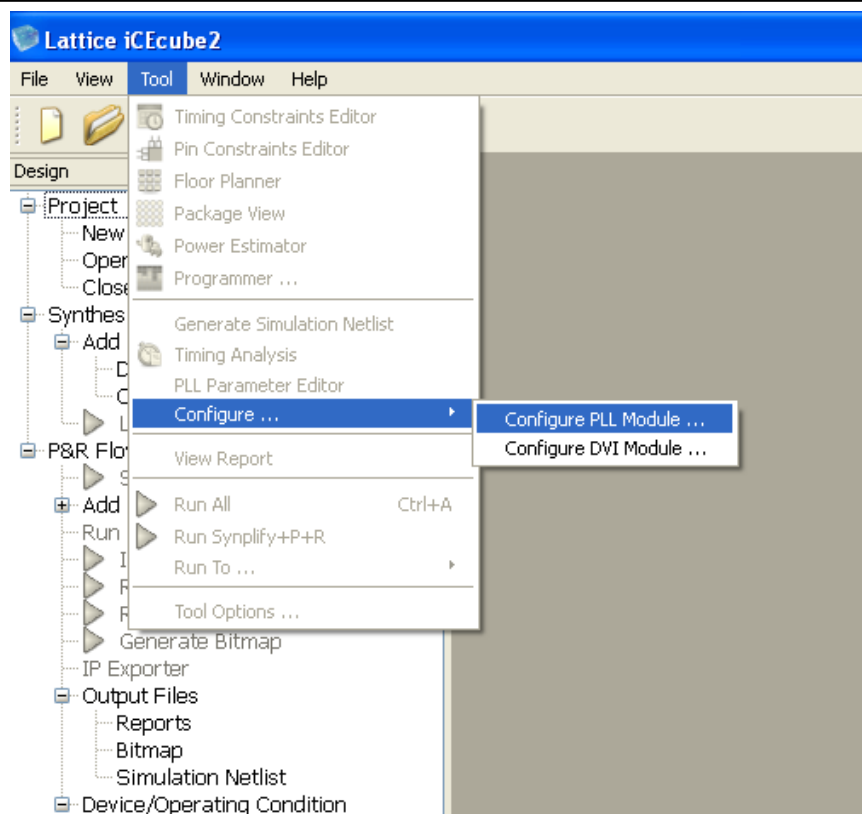 Lattice iCEcube2
File View Tool Window Help
Timing Constraints Editor
Pin Constraints Editor
Floor Planner
Package View
Power Estimator
Programmer ...
Generate Simulation Netlist
Timing Analysis
PLL Parameter Editor
Configure ...
Configure PLL Module ...
Configure DVI Module ...
View Report
Run All Ctrl+A
Run Synplify+P+R
Run To ...
Tool Options ...
Design
Project
New
Oper
Close
Synthes
Add
P&R Flo
Add
Run
Generate Bitmap
IP Exporter
Output Files
Reports
Bitmap
Simulation Netlist
Device/Operating Condition